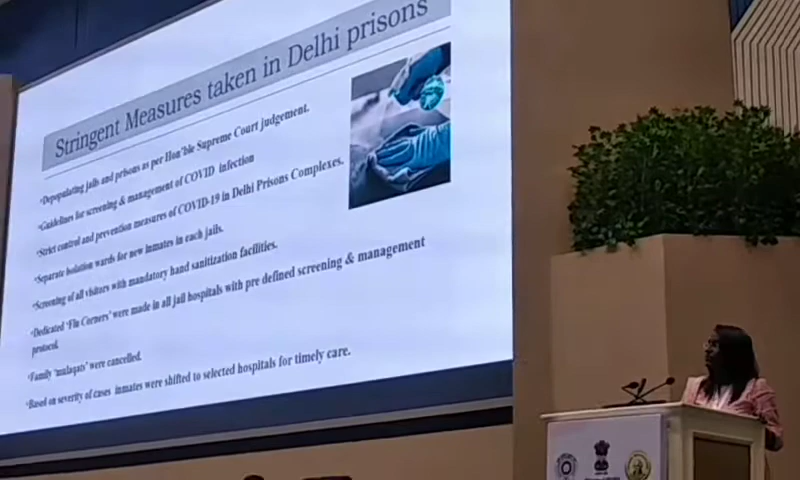 Stringent Measures taken in Delhi prisons
•Depopulating jails and prisons as per Hon'ble Supreme Court judgement.
•Guidelines for screening & management of COVID infection
•Strict control and prevention measures of COVID-19 in Delhi Prisons Complexes.
•Separate isolation wards for new inmates in each jails.
•Screening of all visitors with mandatory hand sanitization facilities.
•Dedicated 'Flu Corners' were made in all jail hospitals with pre defined screening & management
protocol.
•Family 'mulaqats' were cancelled.
•Based on severity of cases inmates were shifted to selected hospitals for timely care.